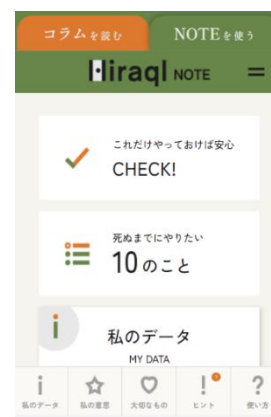 コラムを読む
NOTEを使う
Hiraql NOTE
これだけやっておけば安心
CHECK!
死ぬまでにやりたい
10のこと
i
私のデータ
MY DATA
私のデータ
私の意思
大切なもの
ヒント
使い方